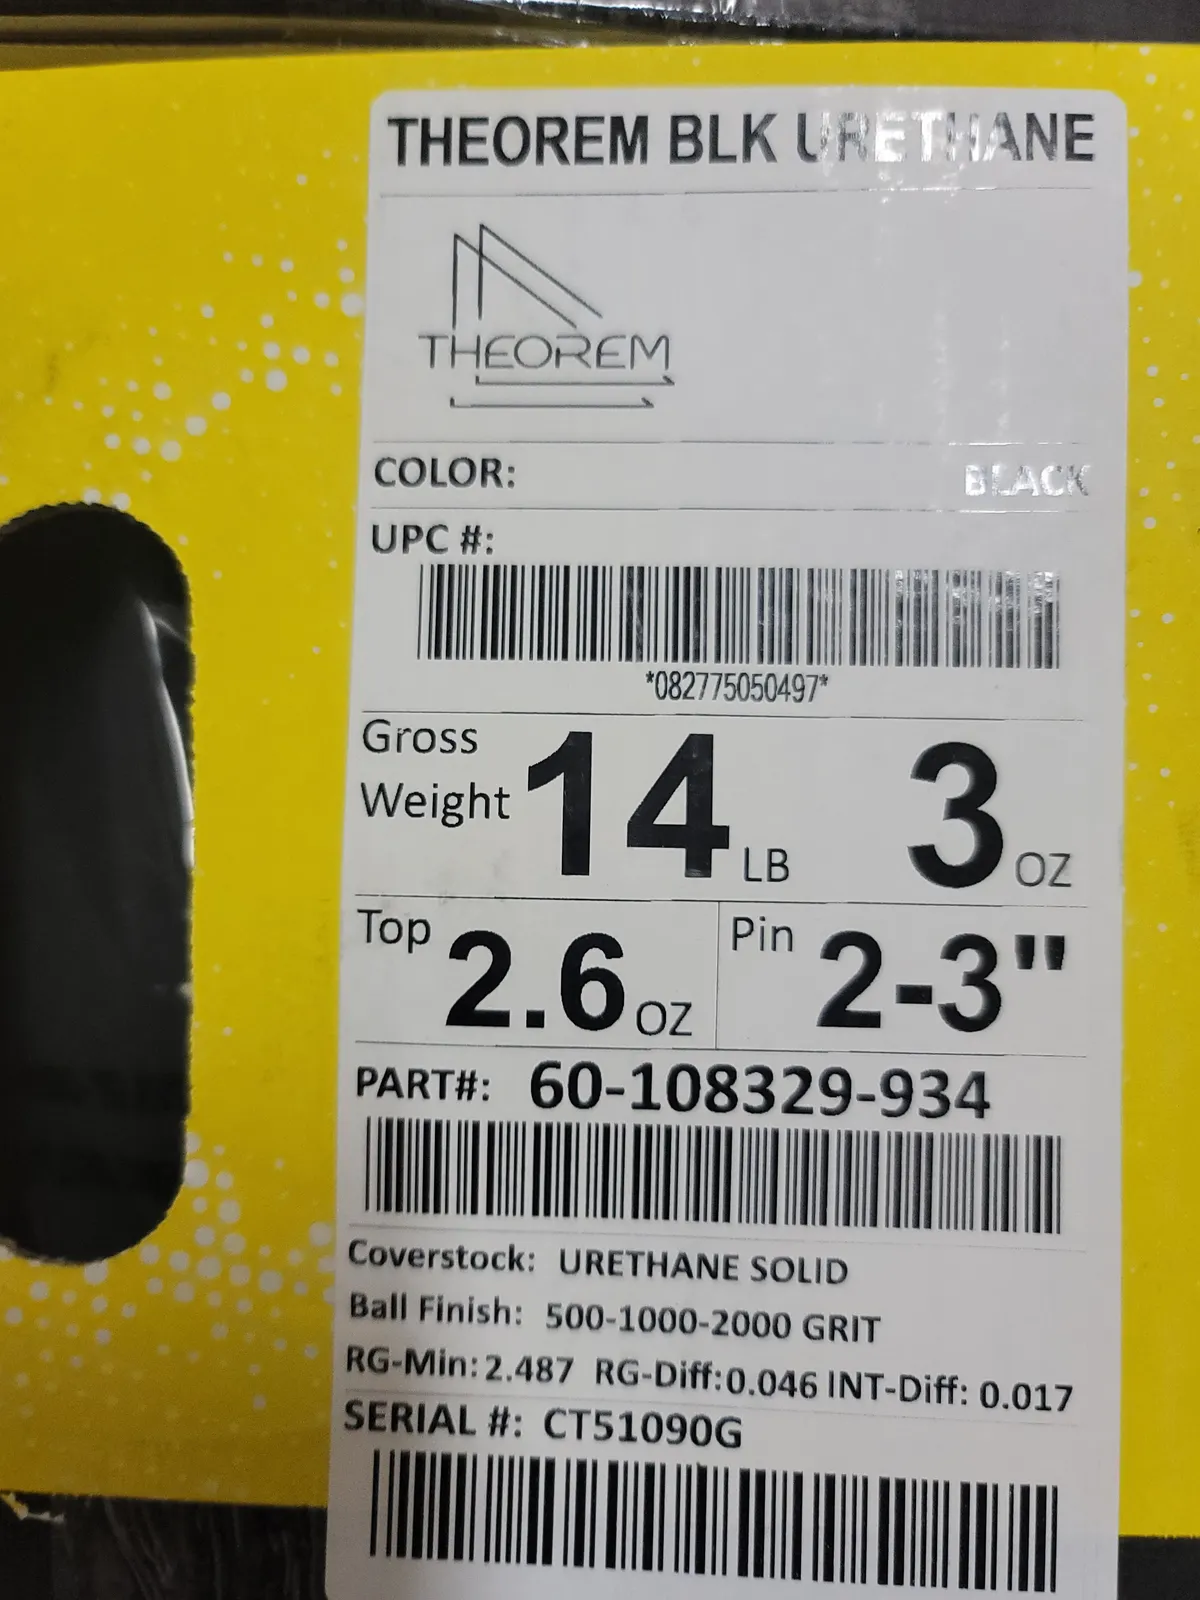 THEOREM BLK URETHANE
THEOREM
COLOR: BLACK
UPC #:
*082775050497*
Gross Weight 14 LB 3 OZ
Top 2.6 OZ Pin 2-3"
PART#: 60-108329-934
Coverstock: URETHANE SOLID
Ball Finish: 500-1000-2000 GRIT
RG-Min: 2.487 RG-Diff:0.046 INT-Diff: 0.017
SERIAL #: CT51090G